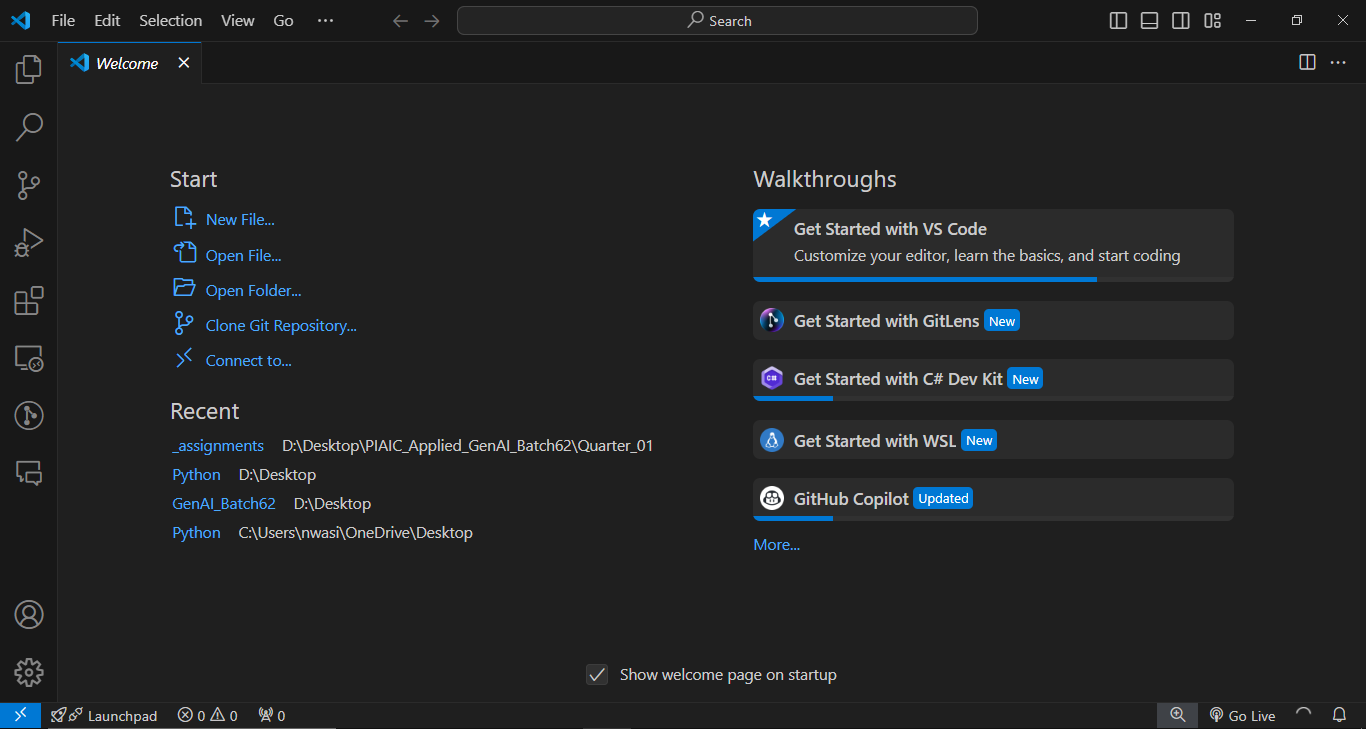 File Edit Selection View Go ···
Search
Welcome
Start
New File...
Open File...
Open Folder...
Clone Git Repository...
Connect to...
Recent
_assignments D:\Desktop\PIAIC_Applied_GenAI_Batch62\Quarter_01
Python D:\Desktop
GenAI_Batch62 D:\Desktop
Python C:\Users\nwasi\OneDrive\Desktop
Walkthroughs
Get Started with VS Code
Customize your editor, learn the basics, and start coding
Get Started with GitLens New
Get Started with C# Dev Kit New
Get Started with WSL New
GitHub Copilot Updated
More...
Show welcome page on startup
Launchpad 0 0 0 Go Live